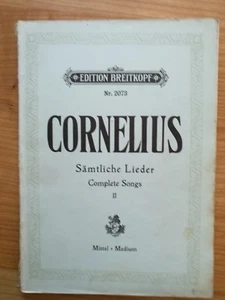 EDITION BREITKOPF
Nr. 2073
CORNELIUS
Sämtliche Lieder
Complete Songs
II
Mittel - Medium